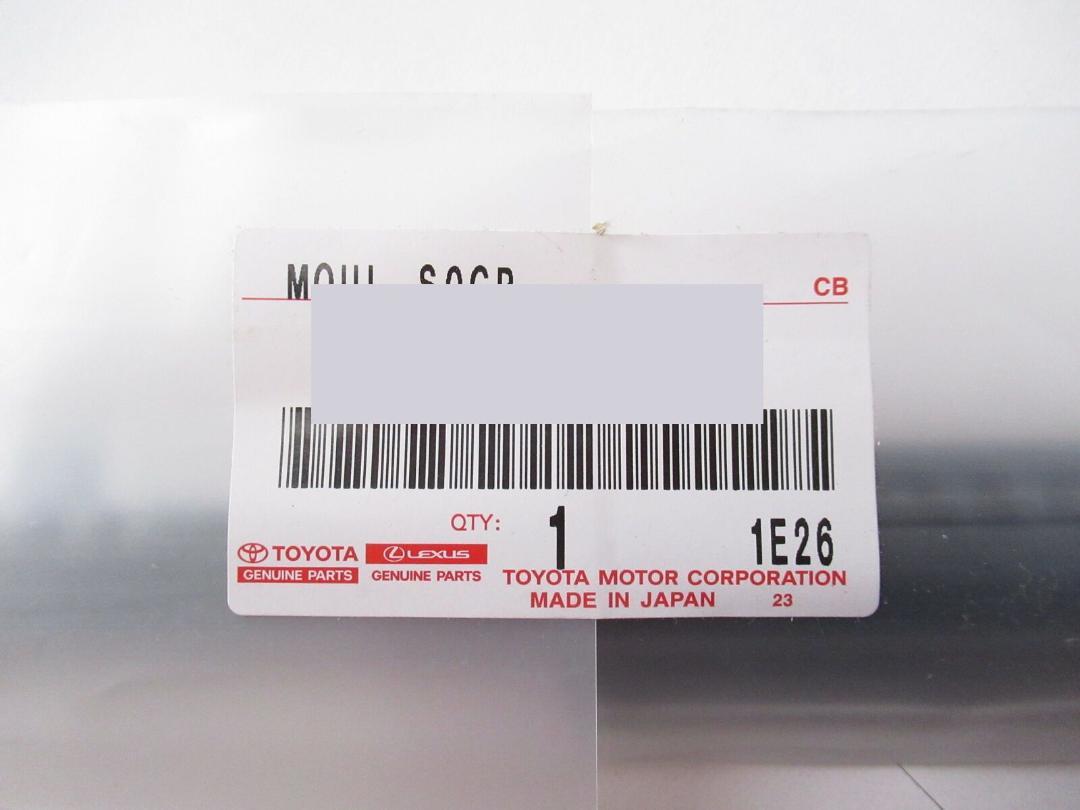 CB
QTY: 1 1E26
TOYOTA LEXUS
GENUINE PARTS GENUINE PARTS
TOYOTA MOTOR CORPORATION
MADE IN JAPAN 23